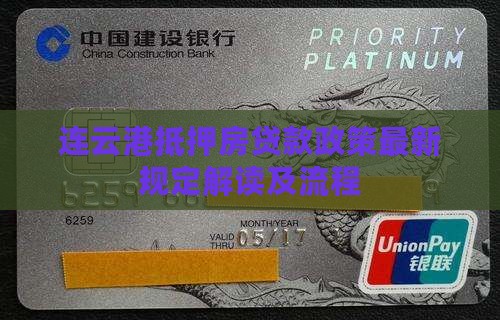 中国建设银行
China Construction Bank
PRIORITY
PLATINUM
连云港抵押房贷款政策最新
规定解读及流程
6259
6259
MONTH/YEAR
VALID
THRU
05/17
UnionPay
银联